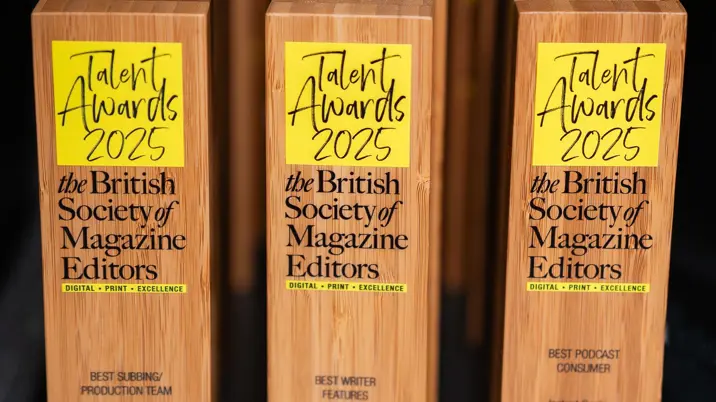 Talent
Awards
2025
the British
Society of
Magazine
Editors
DIGITAL • PRINT • EXCELLENCE
BEST SUBBING/
PRODUCTION TEAM
Talent
Awards
2025
the British
Society of
Magazine
Editors
DIGITAL • PRINT • EXCELLENCE
BEST WRITER
FEATURES
Talent
Awards
2025
the British
Society of
Magazine
Editors
DIGITAL • PRINT • EXCELLENCE
BEST PODCAST
CONSUMER